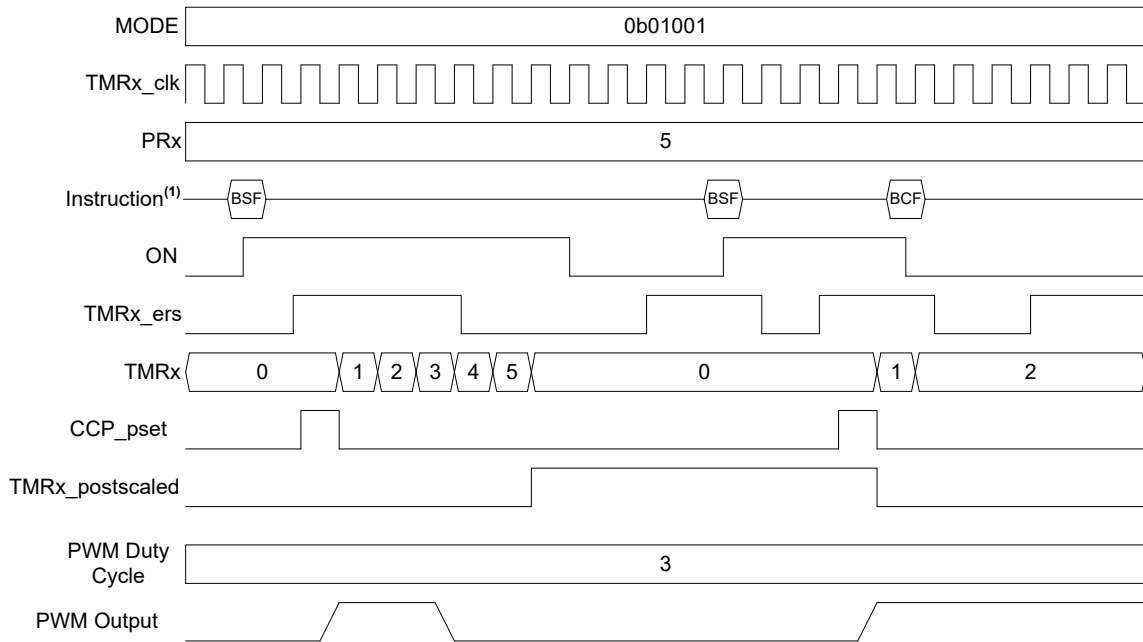 MODE 0b01001
TMRx_clk
PRx 5
Instruction(1) BSF BSF BCF
ON
TMRx_ers
TMRx 0 1 2 3 4 5 0 1 2
CCP_pset
TMRx_postscaled
PWM Duty
Cycle 3
PWM Output